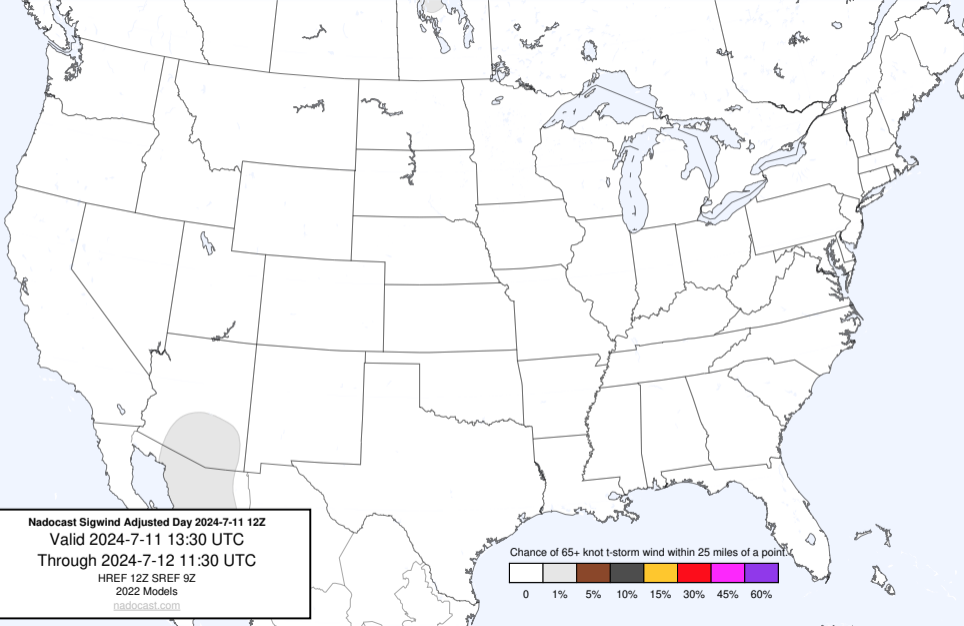 Nadocast Sigwind Adjusted Day 2024-7-11 12Z
Valid 2024-7-11 13:30 UTC
Through 2024-7-12 11:30 UTC
HREF 12Z SREF 9Z
2022 Models
nadocast.com
Chance of 65+ knot t-storm wind within 25 miles of a point.
0 1% 5% 10% 15% 30% 45% 60%